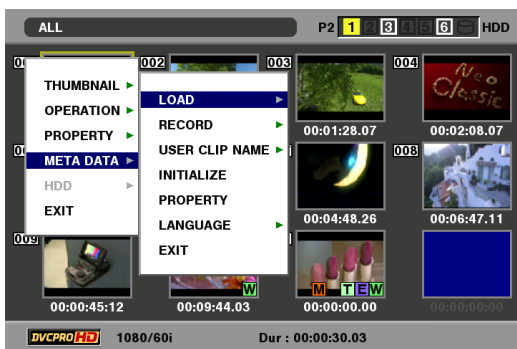 ALL P2 1 2 3 4 5 6 HDD
00 002 003 004
THUMBNAIL
OPERATION
PROPERTY
META DATA
HDD
EXIT
LOAD
RECORD
USER CLIP NAME
INITIALIZE
PROPERTY
LANGUAGE
EXIT
Neo
Classic
00:01:28.07 00:02:08.07
00 008
00:04:48.26 00:06:47.11
009
W M T E W
00:00:45:12 00:09:44.03 00:00:00.00 00:00:00.00
DVCPRO HD 1080/60i Dur : 00:00:30.03